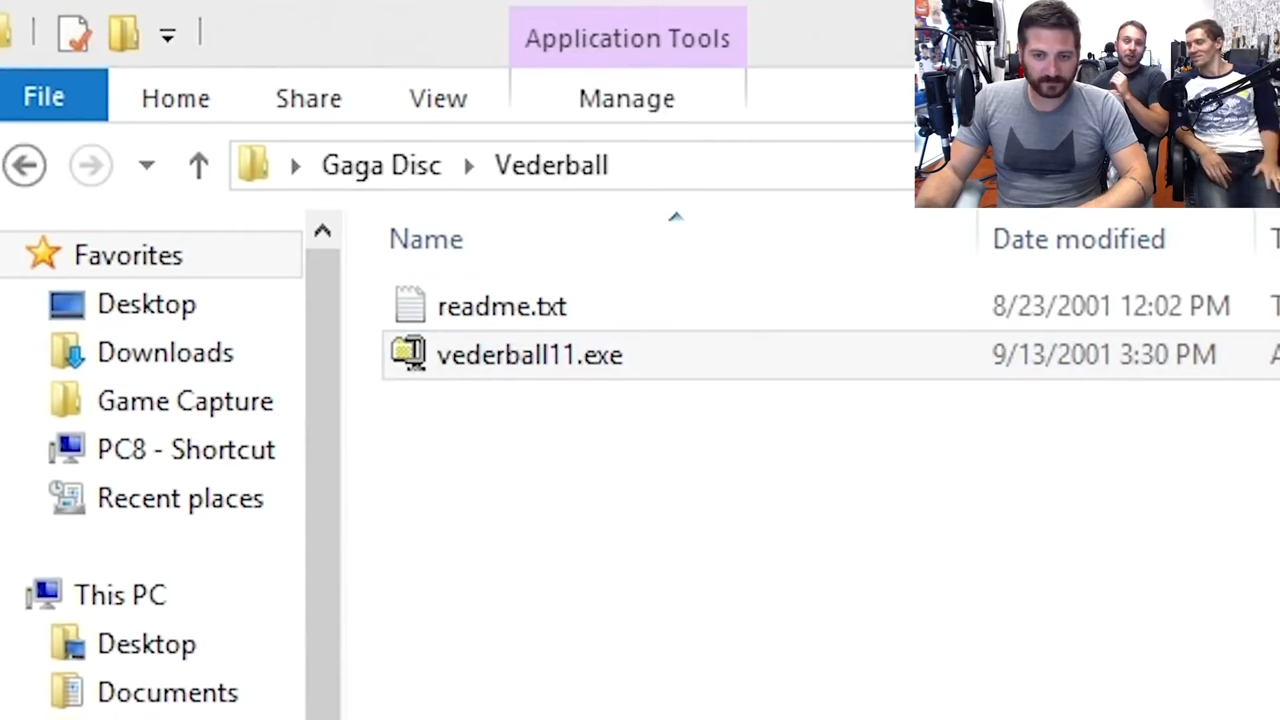 Application Tools
File Home Share View Manage
Gaga Disc Vederball
Name Date modified
Favorites
readme.txt 8/23/2001 12:02 PM
Desktop
vederball11.exe 9/13/2001 3:30 PM
Downloads
Game Capture
PC8 - Shortcut
Recent places
This PC
Desktop
Documents